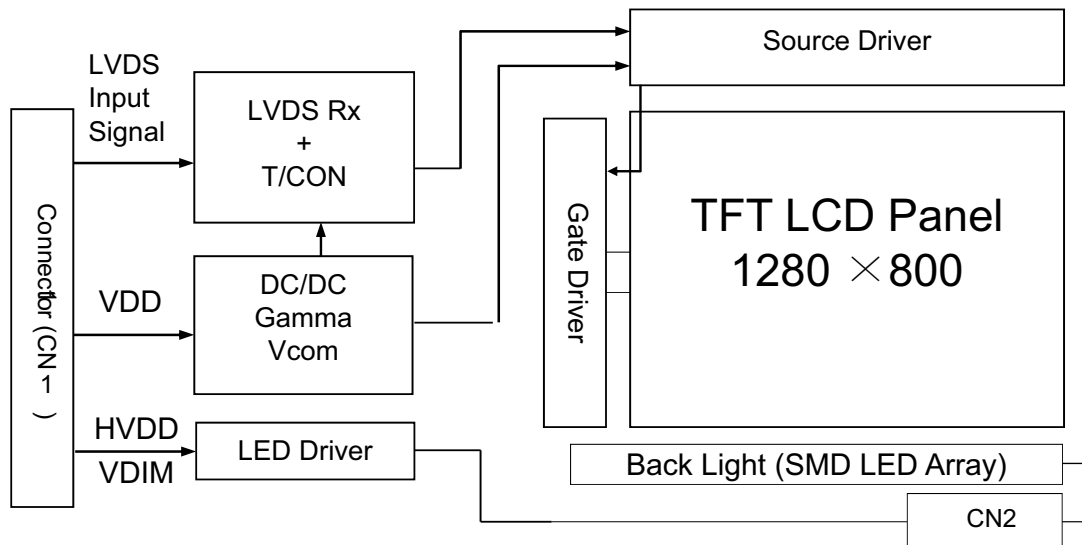 Source Driver
LVDS
Input
Signal
LVDS Rx
+
T/CON
Connector (CN1)
Gate Driver
TFT LCD Panel
1280 ×800
VDD
DC/DC
Gamma
Vcom
HVDD
VDIM
LED Driver
Back Light (SMD LED Array)
CN2